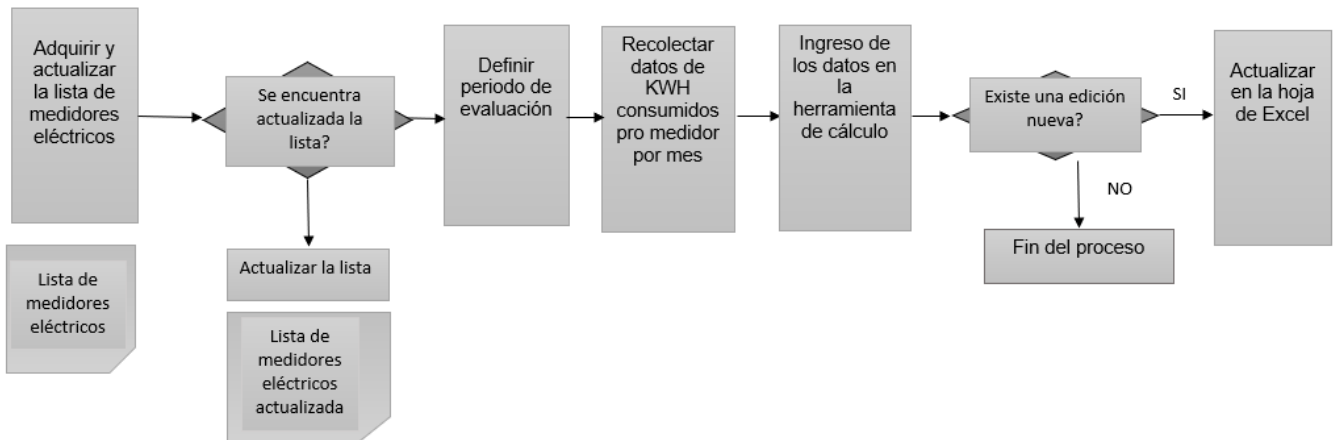 Adquirir y
actualizar
la lista de
medidores
eléctricos
Se encuentra
actualizada la
lista?
Definir
periodo de
evaluación
Recolectar
datos de
KWH
consumidos
pro medidor
por mes
Ingreso de
los datos en
la
herramienta
de cálculo
Existe una edición
nueva?
SI
Actualizar
en la hoja
de Excel
NO
Fin del proceso
Actualizar la lista
Lista de
medidores
eléctricos
Lista de
medidores
eléctricos
actualizada